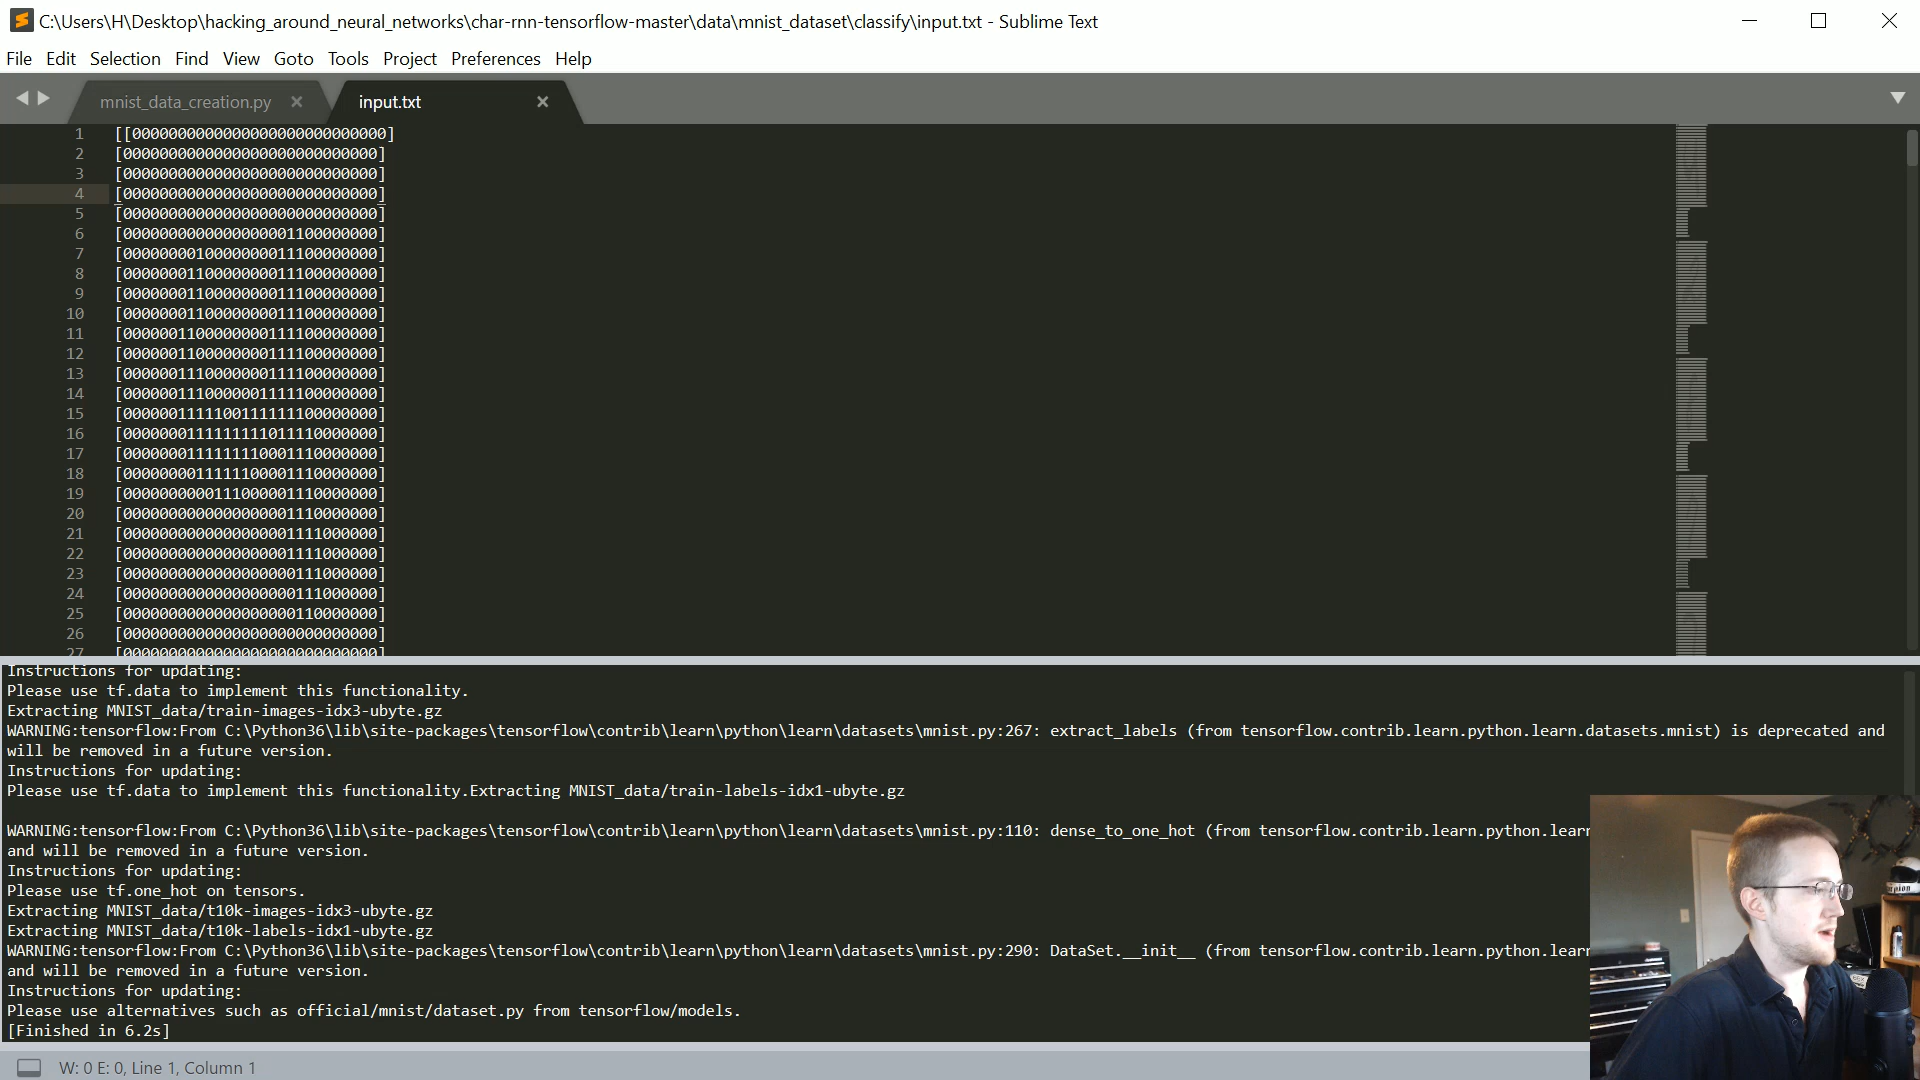 C:\Users\H\Desktop\hacking_around_neural_networks\char-rnn-tensorflow-master\data\mnist_dataset\classify\input.txt - Sublime Text
File Edit Selection Find View Goto Tools Project Preferences Help
mnist_data_creation.py × input.txt ×
1 [[0000000000000000000000000000]
2 [0000000000000000000000000000]
3 [0000000000000000000000000000]
4 [0000000000000000000000000000]
5 [0000000000000000000000000000]
6 [0000000000000000001100000000]
7 [0000000010000000011100000000]
8 [0000000110000000011100000000]
9 [0000000110000000011100000000]
10 [0000000110000000011100000000]
11 [0000001100000000111100000000]
12 [0000001100000000111100000000]
13 [0000001110000000111100000000]
14 [0000001110000001111100000000]
15 [0000001111100111111100000000]
16 [0000000111111111011110000000]
17 [0000000111111110001110000000]
18 [0000000011111100001110000000]
19 [0000000000111000001110000000]
20 [0000000000000000001110000000]
21 [0000000000000000001111000000]
22 [0000000000000000001111000000]
23 [0000000000000000000111000000]
24 [0000000000000000000111000000]
25 [0000000000000000000110000000]
26 [0000000000000000000000000000]
27 [0000000000000000000000000000]
Instructions for updating:
Please use tf.data to implement this functionality.
Extracting MNIST_data/train-images-idx3-ubyte.gz
WARNING:tensorflow:From C:\Python36\lib\site-packages\tensorflow\contrib\learn\python\learn\datasets\mnist.py:267: extract_labels (from tensorflow.contrib.learn.python.learn.datasets.mnist) is deprecated and
will be removed in a future version.
Instructions for updating:
Please use tf.data to implement this functionality.Extracting MNIST_data/train-labels-idx1-ubyte.gz
WARNING:tensorflow:From C:\Python36\lib\site-packages\tensorflow\contrib\learn\python\learn\datasets\mnist.py:110: dense_to_one_hot (from tensorflow.contrib.learn.python.learn
and will be removed in a future version.
Instructions for updating:
Please use tf.one_hot on tensors.
Extracting MNIST_data/t10k-images-idx3-ubyte.gz
Extracting MNIST_data/t10k-labels-idx1-ubyte.gz
WARNING:tensorflow:From C:\Python36\lib\site-packages\tensorflow\contrib\learn\python\learn\datasets\mnist.py:290: DataSet.__init__ (from tensorflow.contrib.learn.python.learn
and will be removed in a future version.
Instructions for updating:
Please use alternatives such as official/mnist/dataset.py from tensorflow/models.
[Finished in 6.2s]
W: 0 E: 0, Line 1, Column 1